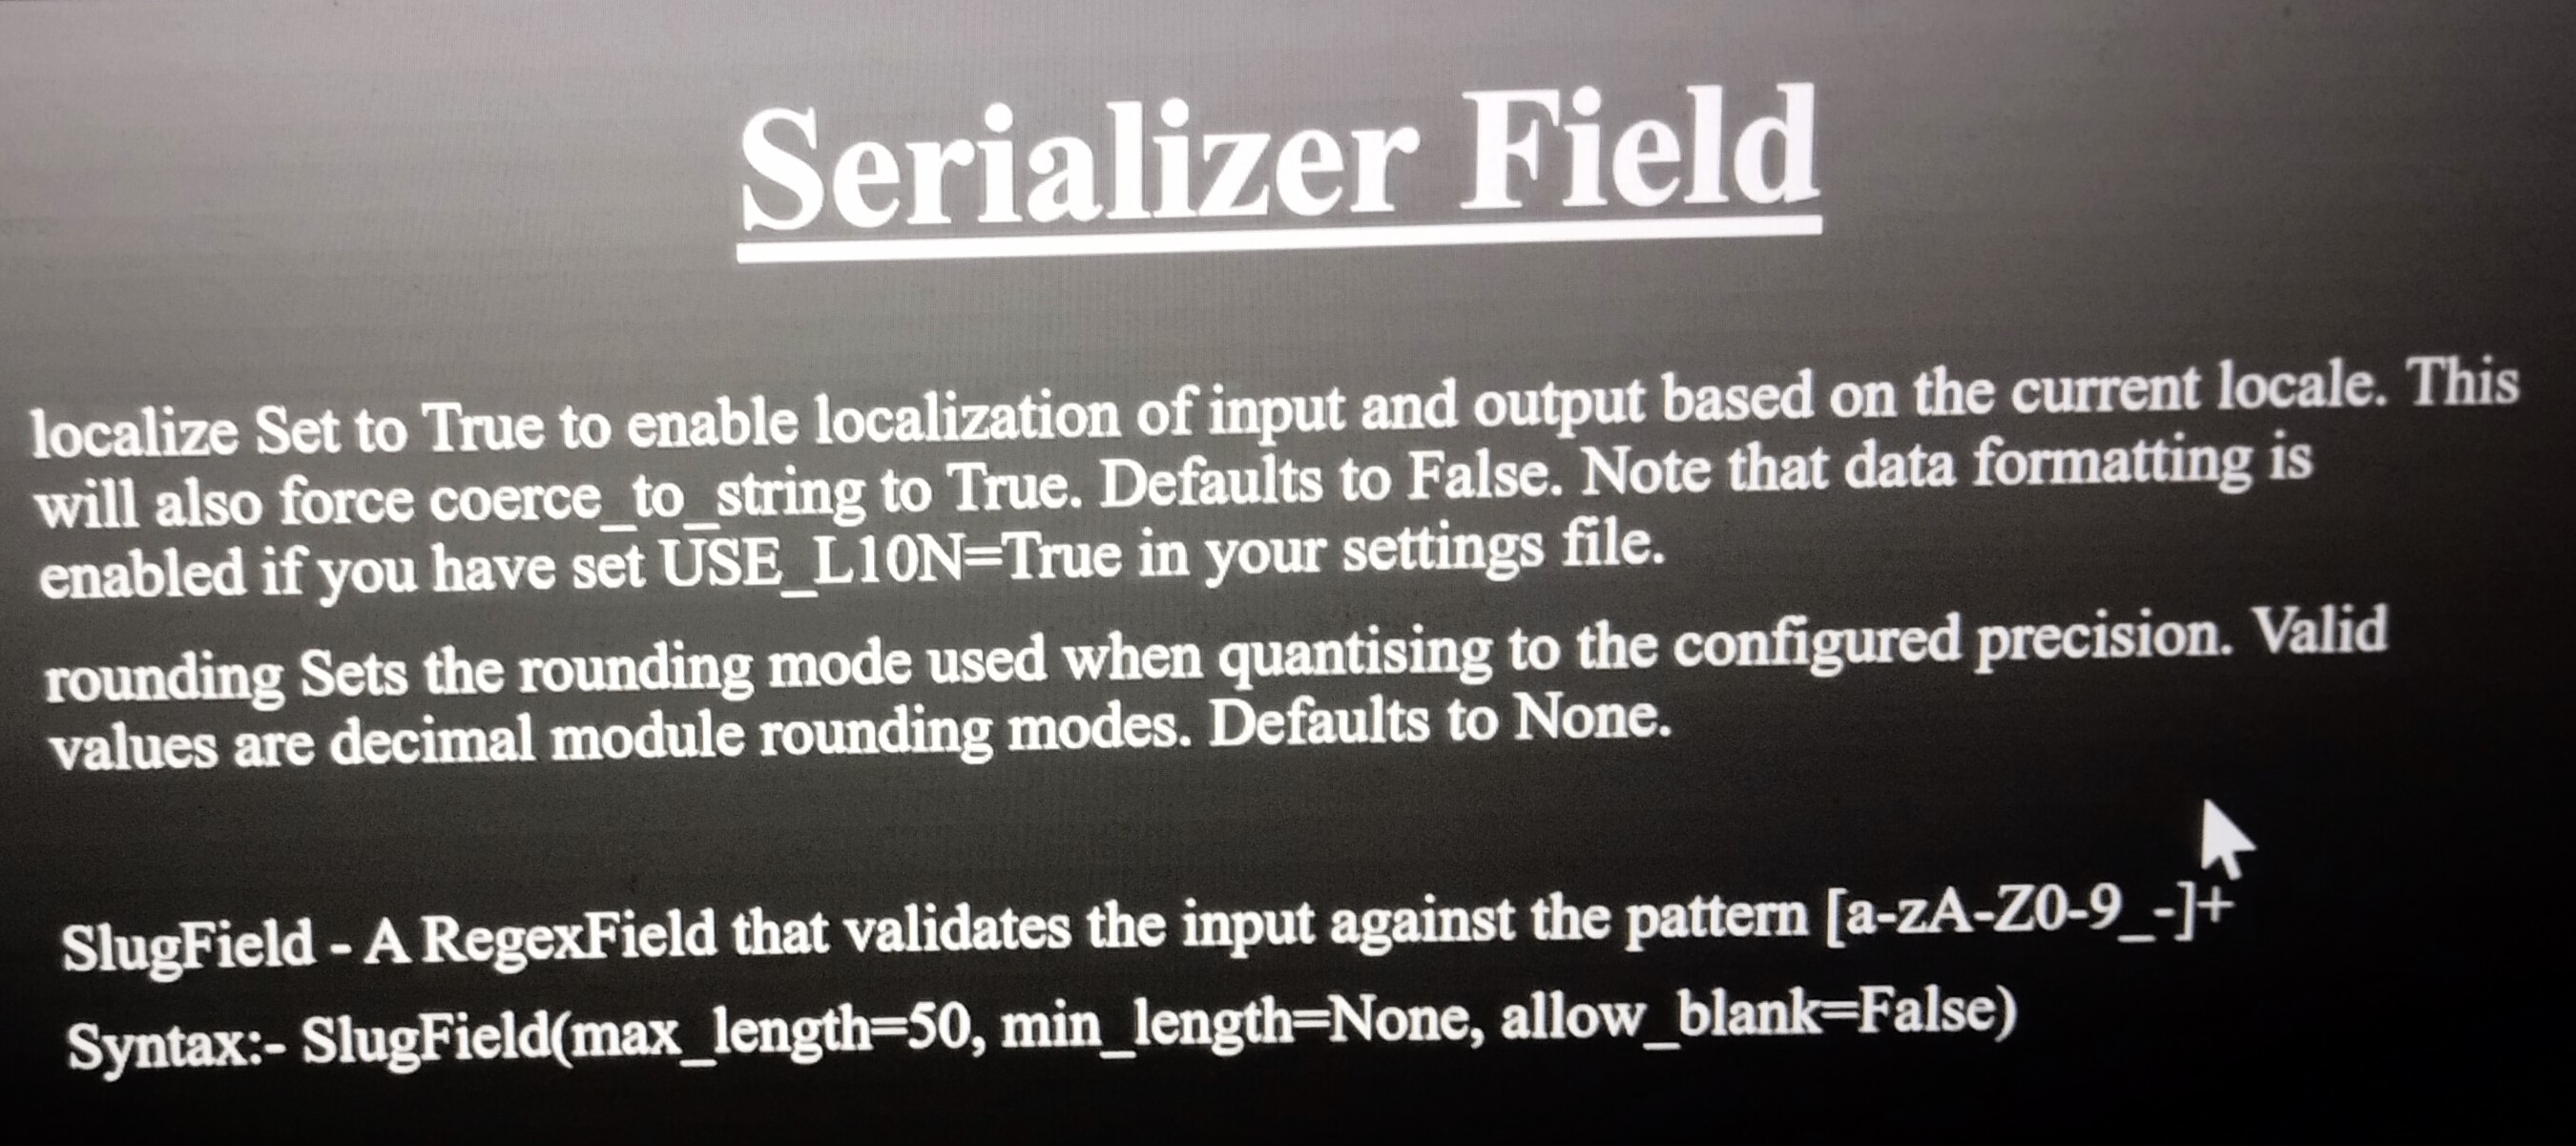 Serializer Field
localize Set to True to enable localization of input and output based on the current locale. This
will also force coerce_to_string to True. Defaults to False. Note that data formatting is
enabled if you have set USE_L10N=True in your settings file.
rounding Sets the rounding mode used when quantising to the configured precision. Valid
values are decimal module rounding modes. Defaults to None.
SlugField - A RegexField that validates the input against the pattern [a-zA-Z0-9_-]+
Syntax:- SlugField(max_length=50, min_length=None, allow_blank=False)